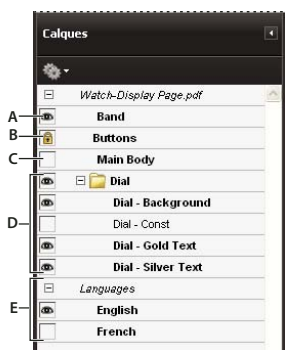 Calques
Watch-Display Page.pdf
A Band
B Buttons
C Main Body
Dial
Dial - Background
D Dial - Const
Dial - Gold Text
Dial - Silver Text
Languages
E English
French